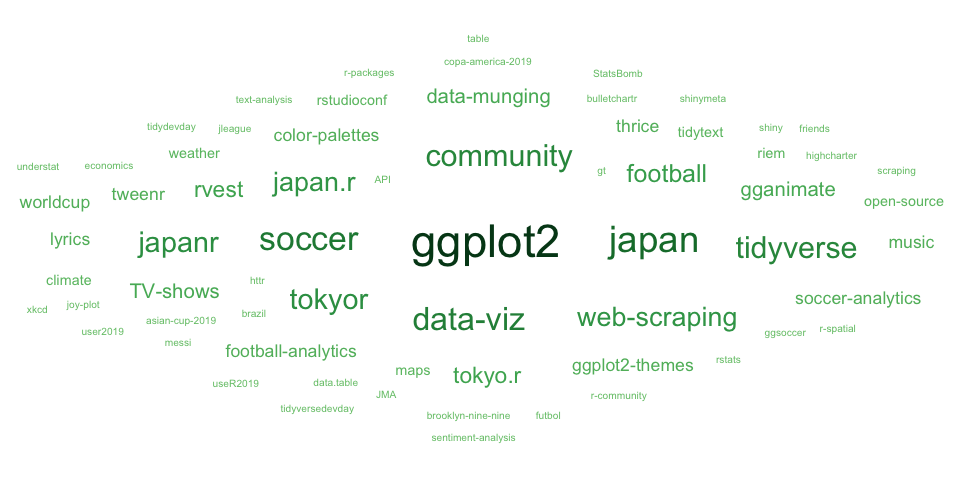 table
copa-america-2019
r-packages
StatsBomb
text-analysis
rstudioconf
data-munging
bulletchartr
shinymeta
tidydevday
jleague
color-palettes
thrice
tidytext
shiny
friends
understat
economics
weather
community
riem
highcharter
worldcup
tweenr
rvest
japan.r
API
gt
football
gganimate
scraping
open-source
lyrics
japanr
soccer
ggplot2
japan
tidyverse
music
climate
TV-shows
httr
tokyor
soccer-analytics
xkcd
joy-plot
asian-cup-2019
brazil
data-viz
web-scraping
user2019
messi
ggsoccer
r-spatial
football-analytics
maps
tokyo.r
ggplot2-themes
rstats
useR2019
data.table
JMA
r-community
tidyversedevday
brooklyn-nine-nine
futbol
sentiment-analysis